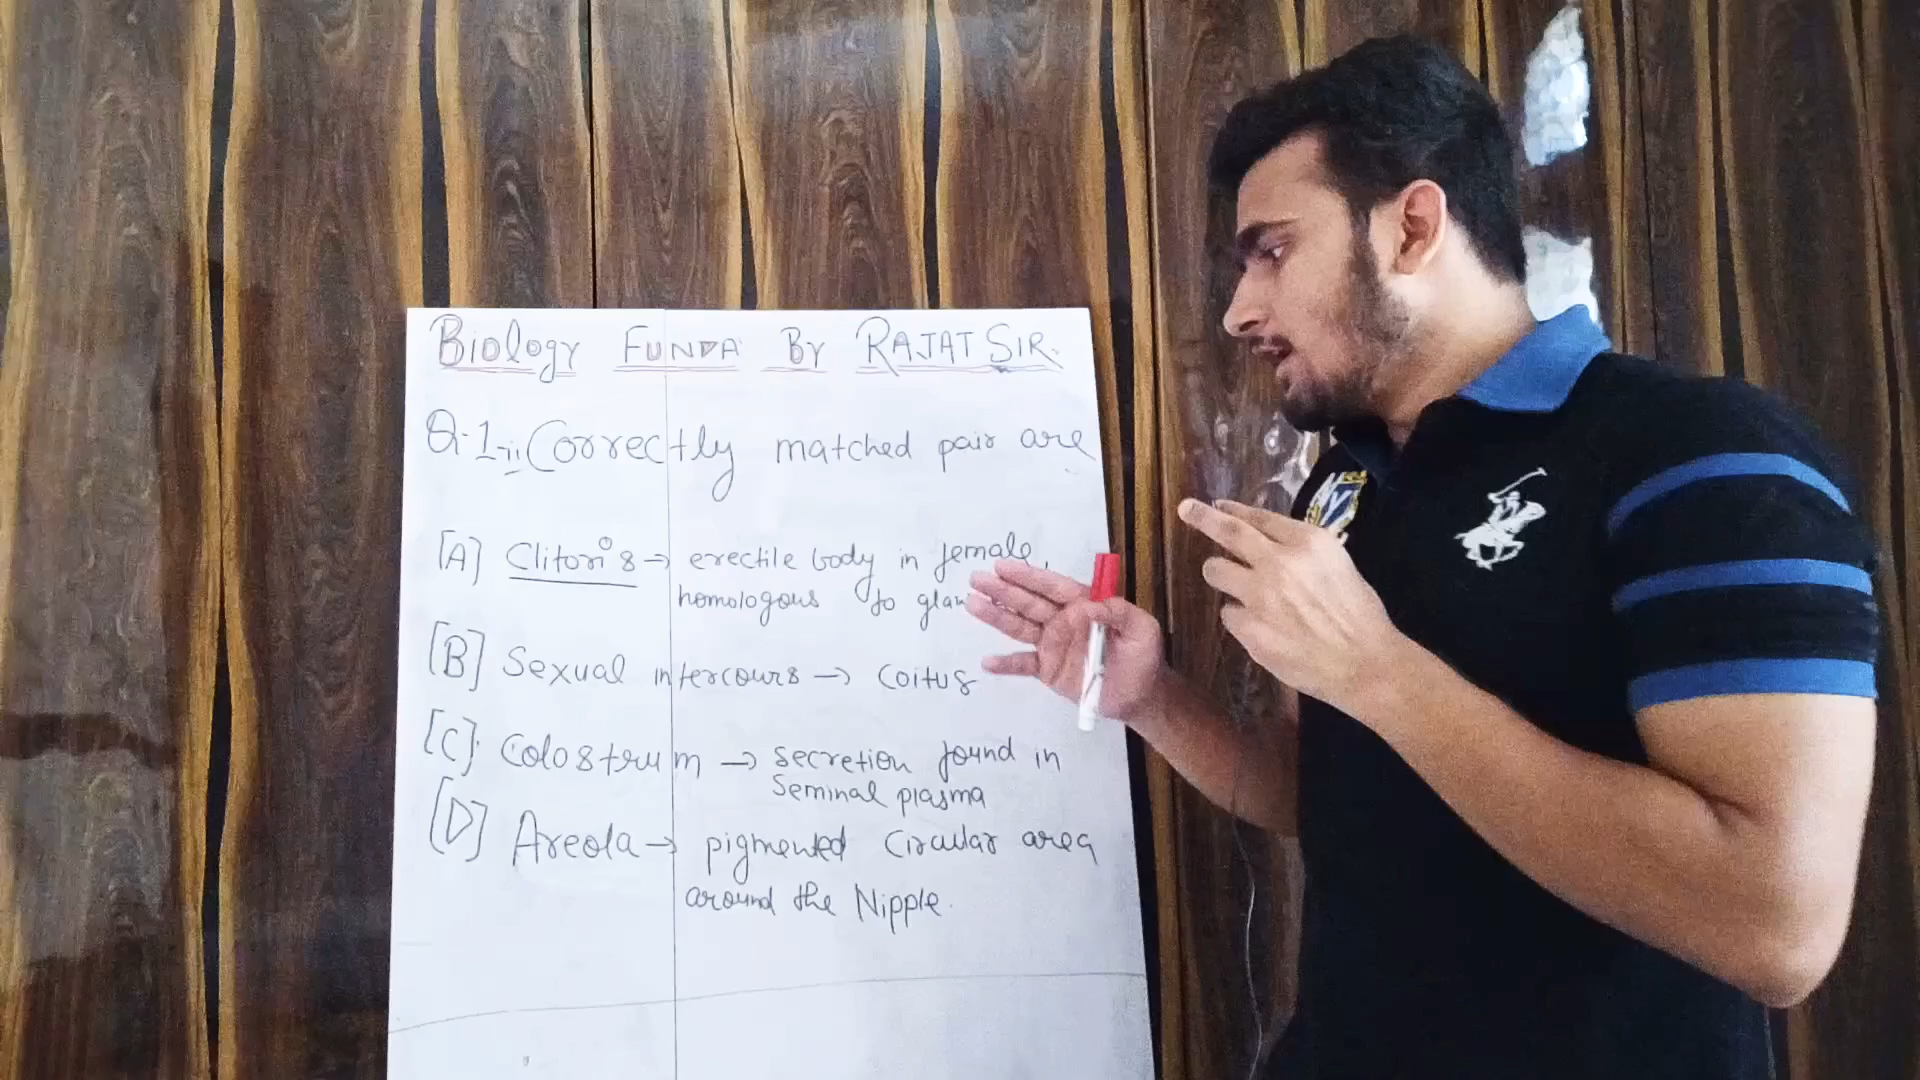 Biology FUNDA By RAJAT SIR.
Q.1-ii Correctly matched pair are
[A] Clitoris → erectile body in female,
homologous to
[B] Sexual intercours → Coitus
[C] Colostrum → secretion found in
Seminal plasma
[D] Areola → pigmented Circular area
around the Nipple.